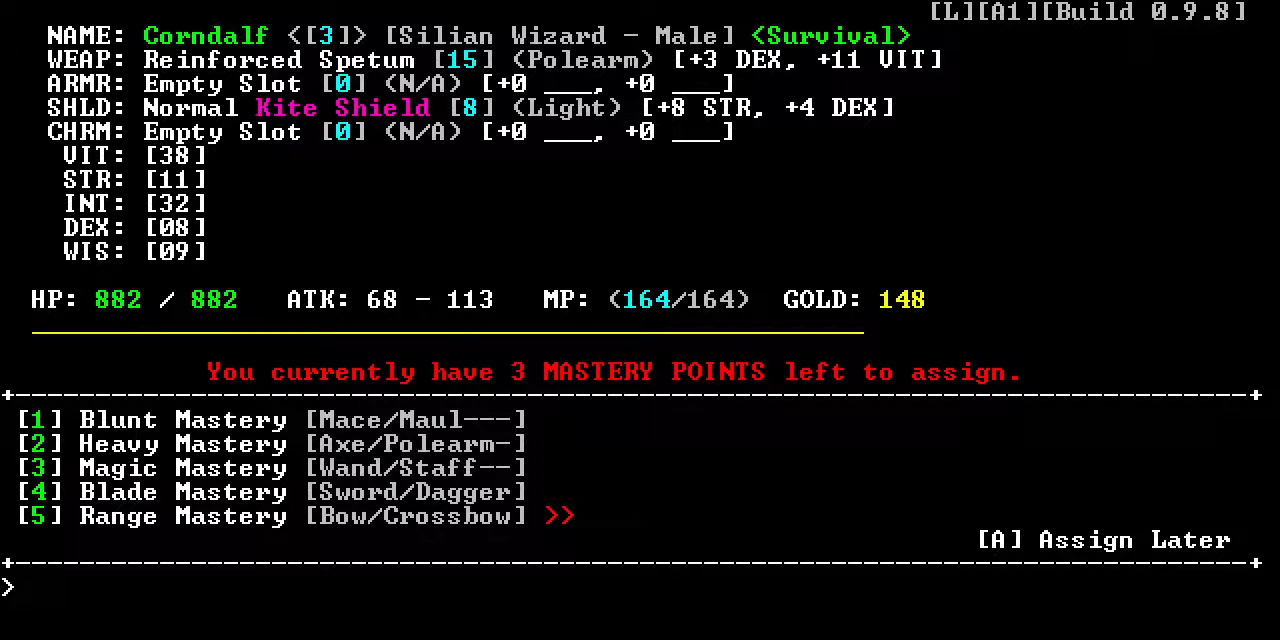 [L][A1][Build 0.9.8]
NAME: Corndalf <[3]> [Silian Wizard - Male] <Survival>
WEAP: Reinforced Spetum [15] (Polearm) [+3 DEX, +11 VIT]
ARMR: Empty Slot [0] (N/A) [+0 ___, +0 ___]
SHLD: Normal Kite Shield [8] (Light) [+8 STR, +4 DEX]
CHRM: Empty Slot [0] (N/A) [+0 ___, +0 ___]
VIT: [38]
STR: [11]
INT: [32]
DEX: [08]
WIS: [09]
HP: 882 / 882 ATK: 68 - 113 MP: (164/164) GOLD: 148
You currently have 3 MASTERY POINTS left to assign.
[1] Blunt Mastery [Mace/Maul---]
[2] Heavy Mastery [Axe/Polearm-]
[3] Magic Mastery [Wand/Staff--]
[4] Blade Mastery [Sword/Dagger]
[5] Range Mastery [Bow/Crossbow] >>
[A] Assign Later
>